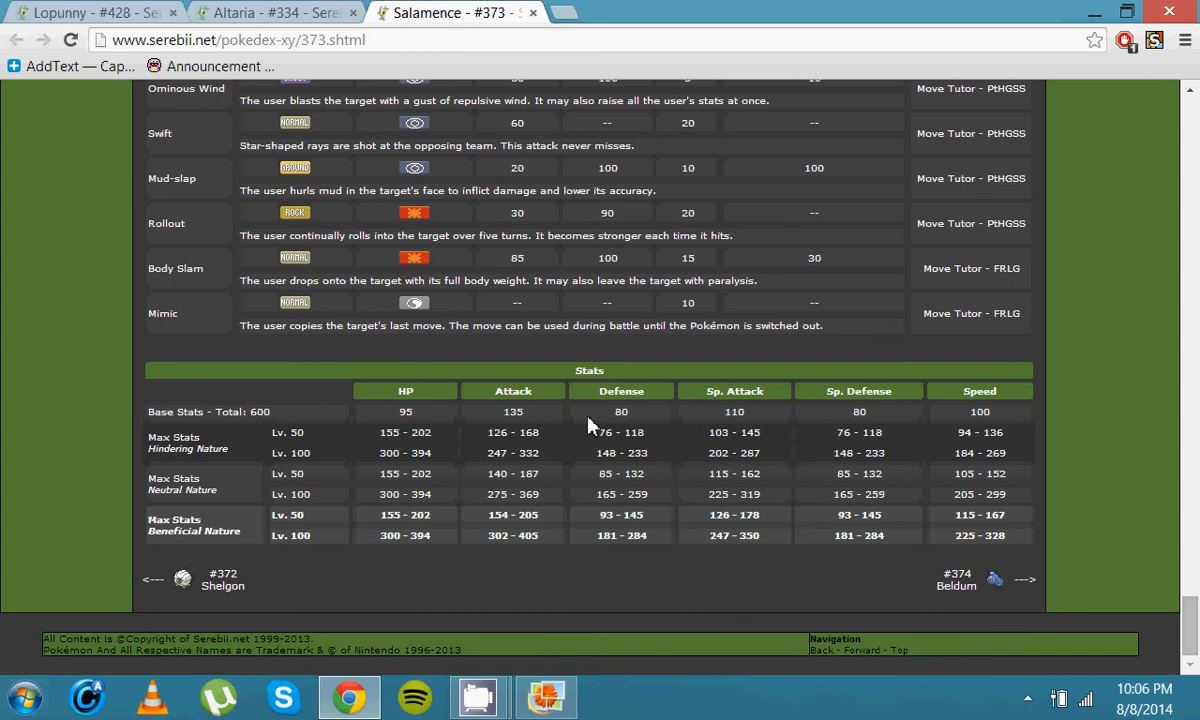 Lopunny - #428 - Se
Altaria - #334 - Sere
Salamence - #373 - S
www.serebii.net/pokedex-xy/373.shtml
AddText — Cap...
Announcement ...
Ominous Wind
Move Tutor - PtHGSS
The user blasts the target with a gust of repulsive wind. It may also raise all the user's stats at once.
Swift NORMAL 60 -- 20 -- Move Tutor - PtHGSS
Star-shaped rays are shot at the opposing team. This attack never misses.
Mud-slap GROUND 20 100 10 100 Move Tutor - PtHGSS
The user hurls mud in the target's face to inflict damage and lower its accuracy.
Rollout ROCK 30 90 20 -- Move Tutor - PtHGSS
The user continually rolls into the target over five turns. It becomes stronger each time it hits.
Body Slam NORMAL 85 100 15 30 Move Tutor - FRLG
The user drops onto the target with its full body weight. It may also leave the target with paralysis.
Mimic NORMAL -- -- 10 -- Move Tutor - FRLG
The user copies the target's last move. The move can be used during battle until the Pokémon is switched out.
Stats
HP Attack Defense Sp. Attack Sp. Defense Speed
Base Stats - Total: 600 95 135 80 110 80 100
Max Stats
Hindering Nature
Lv. 50 155 - 202 126 - 168 76 - 118 103 - 145 76 - 118 94 - 136
Lv. 100 300 - 394 247 - 332 148 - 233 202 - 287 148 - 233 184 - 269
Max Stats
Neutral Nature
Lv. 50 155 - 202 140 - 187 85 - 132 115 - 162 85 - 132 105 - 152
Lv. 100 300 - 394 275 - 369 165 - 259 225 - 319 165 - 259 205 - 299
Max Stats
Beneficial Nature
Lv. 50 155 - 202 154 - 205 93 - 145 126 - 178 93 - 145 115 - 167
Lv. 100 300 - 394 302 - 405 181 - 284 247 - 350 181 - 284 225 - 328
<--- #372
Shelgon
#374 --->
Beldum
All Content is ©Copyright of Serebii.net 1999-2013.
Pokémon And All Respective Names are Trademark & © of Nintendo 1996-2013
Navigation
Back - Forward - Top
10:06 PM
8/8/2014